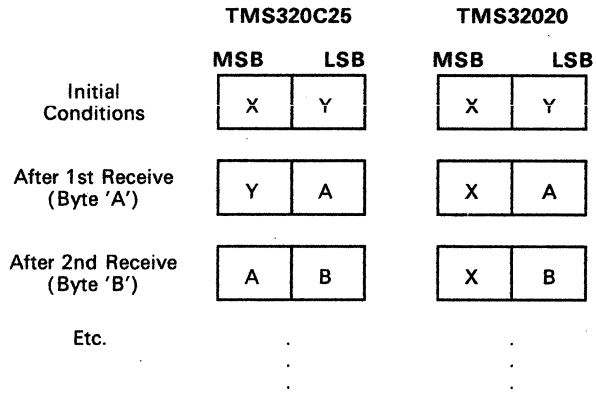 TMS320C25 TMS32020
MSB LSB MSB LSB
Initial
Conditions
X Y X Y
After 1st Receive
(Byte 'A')
Y A X A
After 2nd Receive
(Byte 'B')
A B X B
Etc.
. .
. .
. .